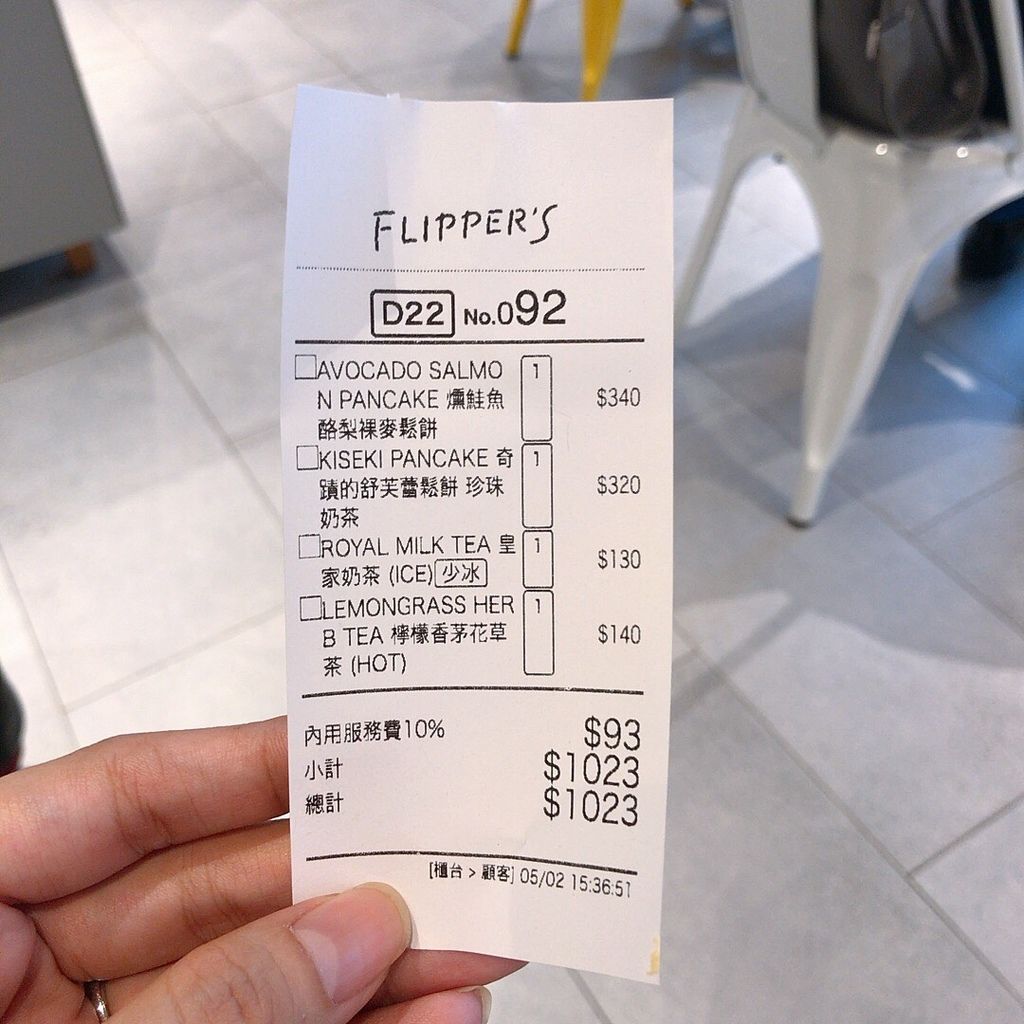 FLIPPER'S
D22 No.092
AVOCADO SALMO 1
N PANCAKE 燻鮭魚 $340
酪梨裸麥鬆餅
KISEKI PANCAKE 奇 1
蹟的舒芙蕾鬆餅 珍珠 $320
奶茶
ROYAL MILK TEA 皇 1 $130
家奶茶 (ICE) 少冰
LEMONGRASS HER 1
B TEA 檸檬香茅花草 $140
茶 (HOT)
內用服務費10% $93
小計 $1023
總計 $1023
[櫃台 > 顧客] 05/02 15:36:51